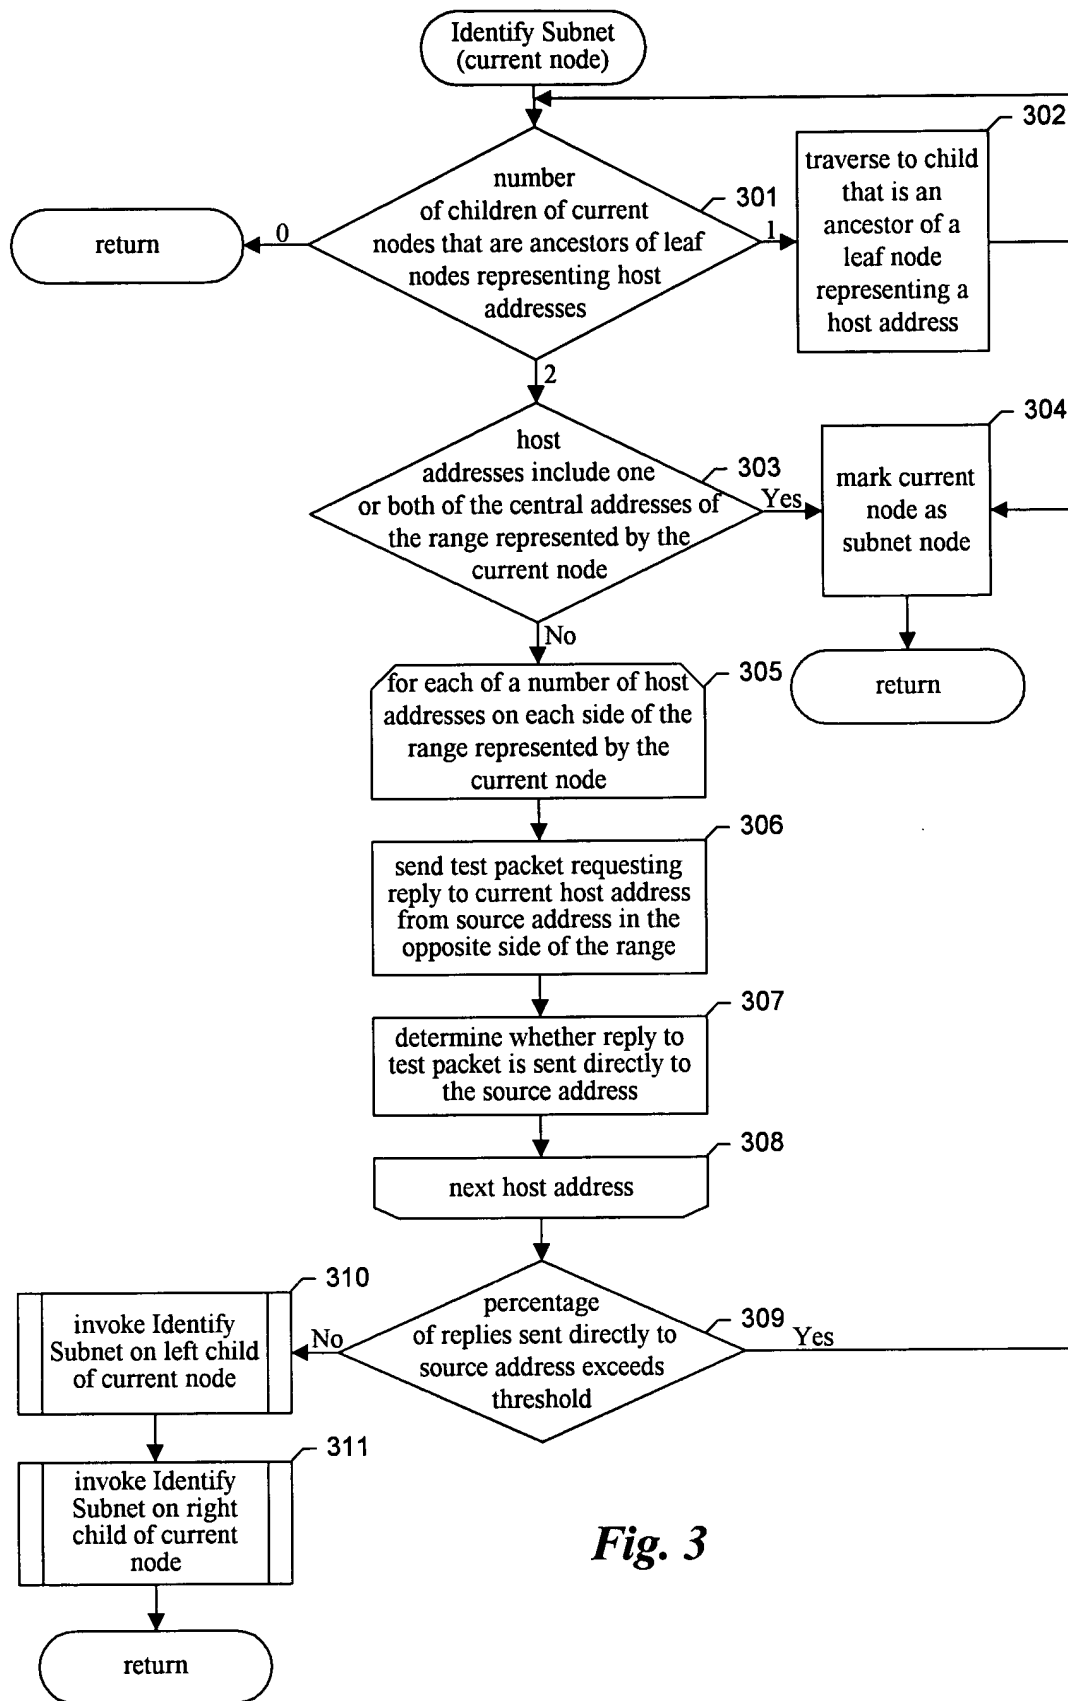 Identify Subnet
(current node)
302
traverse to child
that is an
ancestor of a
leaf node
representing a
host address
number
of children of current
nodes that are ancestors of leaf
nodes representing host
addresses
301
1
0
return
2
304
mark current
node as
subnet node
host
addresses include one
or both of the central addresses of
the range represented by the
current node
303
Yes
No
return
for each of a number of host
addresses on each side of the
range represented by the
current node
305
306
send test packet requesting
reply to current host address
from source address in the
opposite side of the range
307
determine whether reply to
test packet is sent directly to
the source address
308
next host address
percentage
of replies sent directly to
source address exceeds
threshold
309
Yes
No
310
invoke Identify
Subnet on left child
of current node
311
invoke Identify
Subnet on right
child of current
node
return
Fig. 3